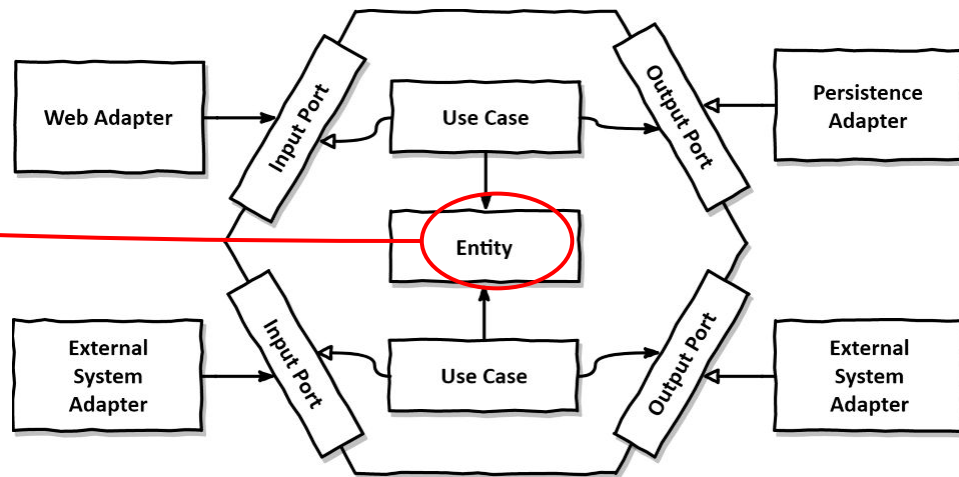 Web Adapter
Input Port
Use Case
Output Port
Persistence
Adapter
Entity
External
System
Adapter
Input Port
Use Case
Output Port
External
System
Adapter